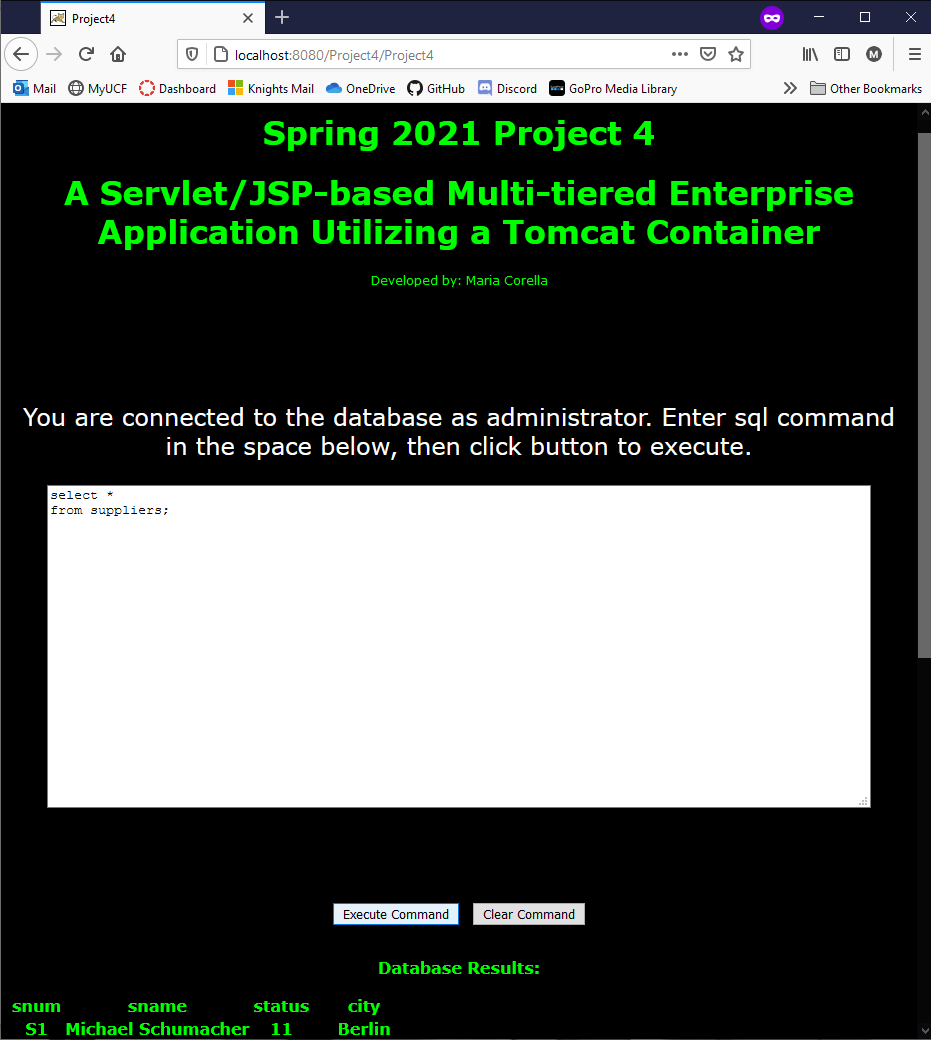 Project4
localhost:8080/Project4/Project4
Mail MyUCF Dashboard Knights Mail OneDrive GitHub Discord GoPro Media Library Other Bookmarks
M
Spring 2021 Project 4
A Servlet/JSP-based Multi-tiered Enterprise
Application Utilizing a Tomcat Container
Developed by: Maria Corella
You are connected to the database as administrator. Enter sql command
in the space below, then click button to execute.
select *
from suppliers;
Execute Command Clear Command
Database Results:
snum sname status city
S1 Michael Schumacher 11 Berlin